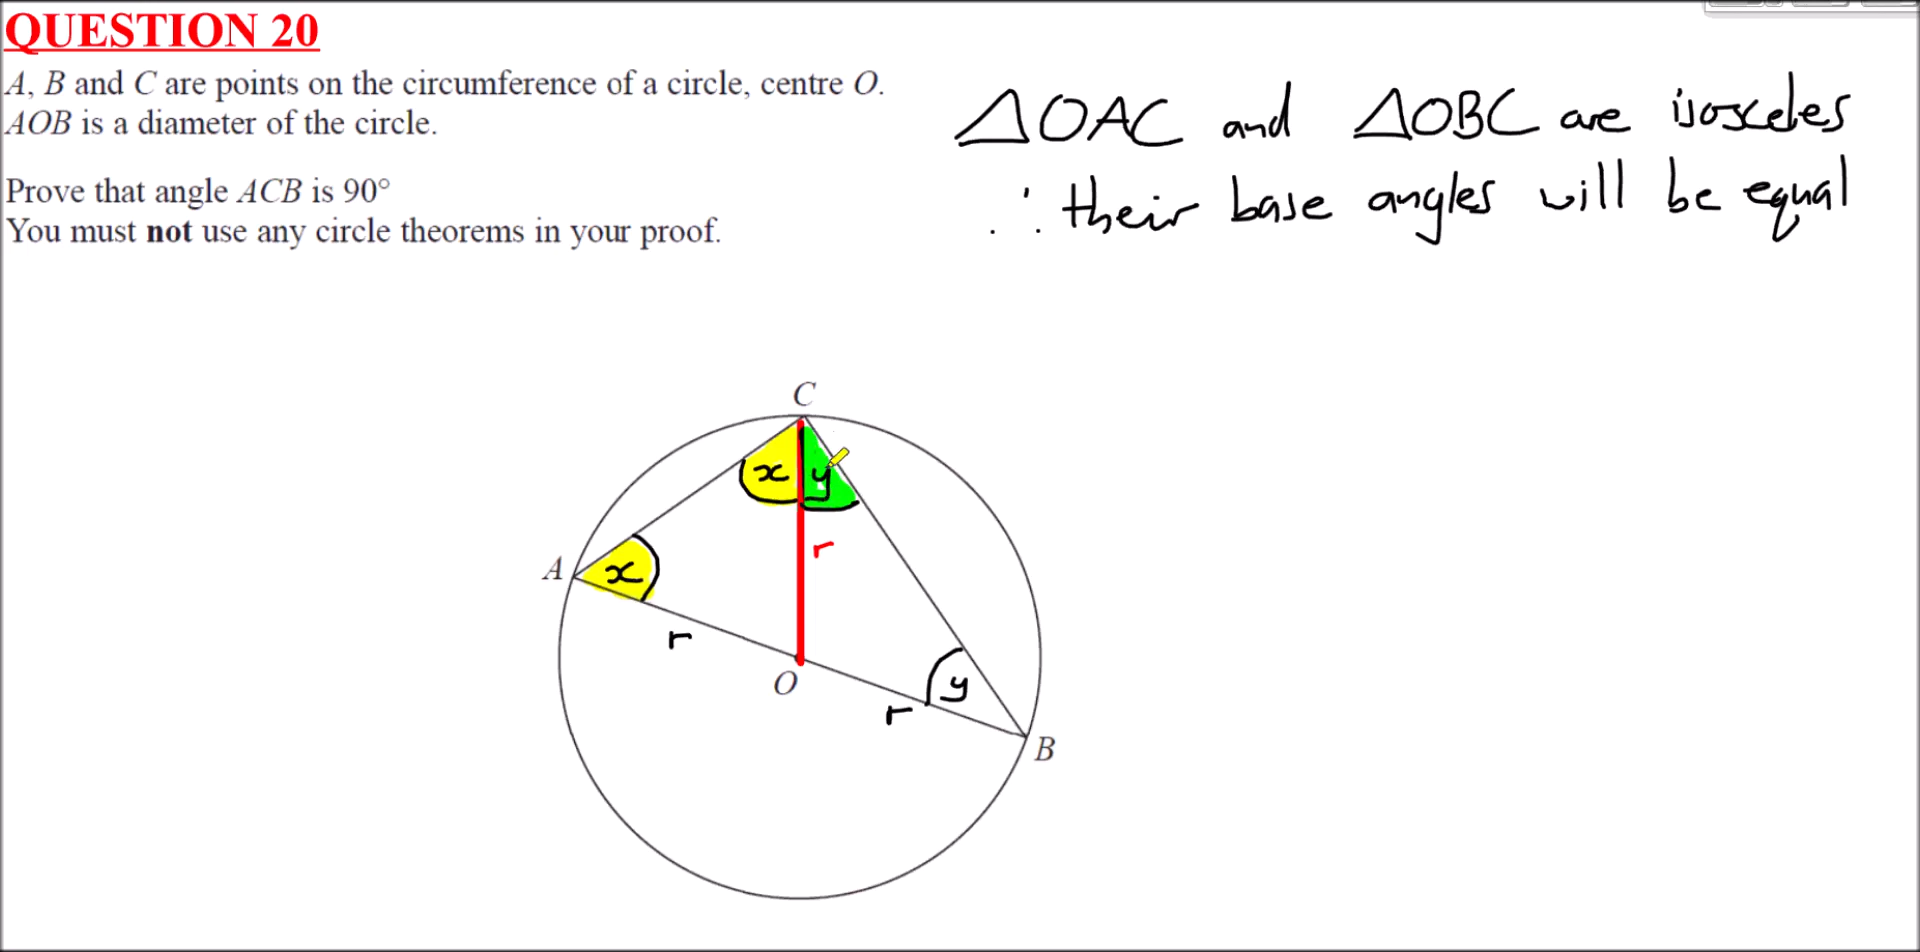 QUESTION 20
A, B and C are points on the circumference of a circle, centre O.
AOB is a diameter of the circle.
Prove that angle ACB is 90°
You must not use any circle theorems in your proof.
△OAC and △OBC are isosceles
∴ their base angles will be equal
C
x y
r
A x
r
O
y
r
B